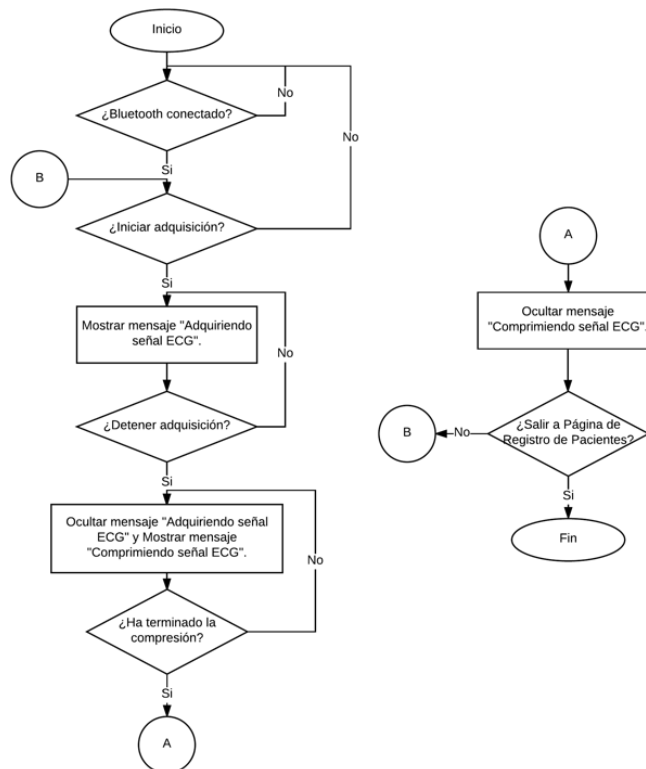 Inicio
No
¿Bluetooth conectado?
No
Si
B
¿Iniciar adquisición?
Si
Mostrar mensaje "Adquiriendo
señal ECG".
No
¿Detener adquisición?
Si
Ocultar mensaje "Adquiriendo señal
ECG" y Mostrar mensaje
"Comprimiendo señal ECG".
No
¿Ha terminado la
compresión?
Si
A
A
Ocultar mensaje
"Comprimiendo señal ECG".
¿Salir a Página de
Registro de Pacientes?
No
B
Si
Fin